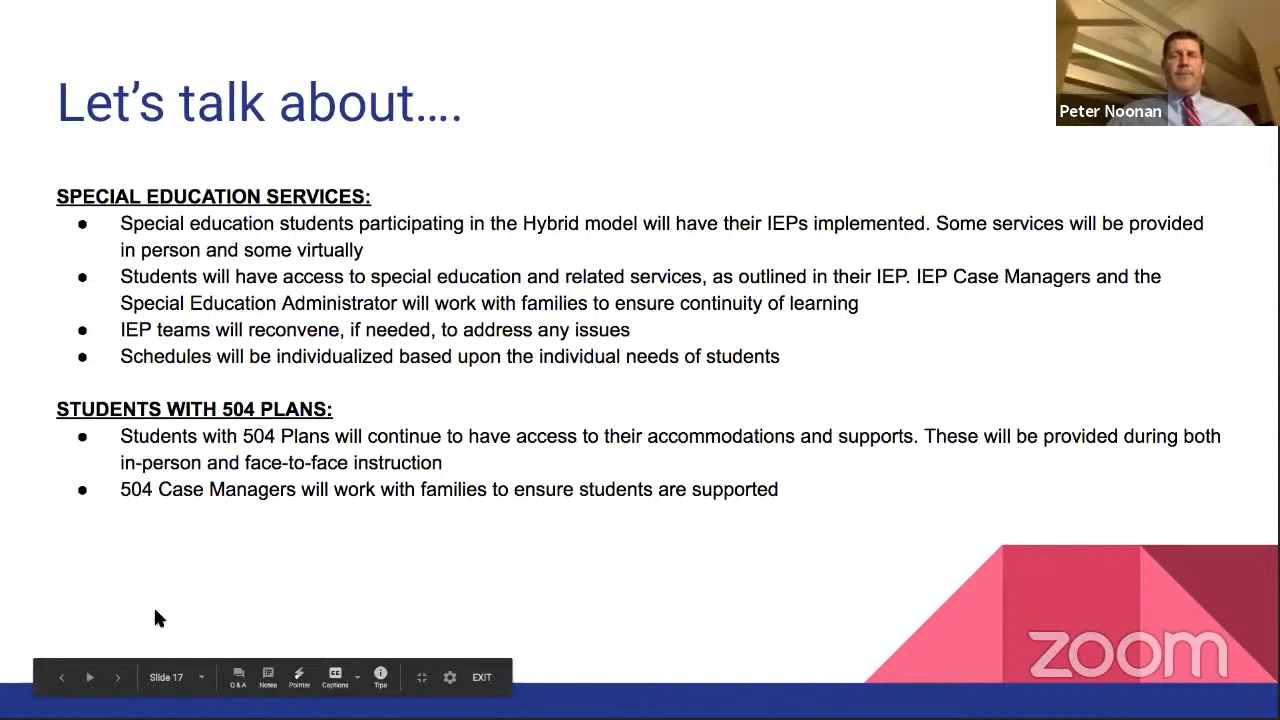 Let's talk about....
Peter Noonan
SPECIAL EDUCATION SERVICES:
● Special education students participating in the Hybrid model will have their IEPs implemented. Some services will be provided
in person and some virtually
● Students will have access to special education and related services, as outlined in their IEP. IEP Case Managers and the
Special Education Administrator will work with families to ensure continuity of learning
● IEP teams will reconvene, if needed, to address any issues
● Schedules will be individualized based upon the individual needs of students
STUDENTS WITH 504 PLANS:
● Students with 504 Plans will continue to have access to their accommodations and supports. These will be provided during both
in-person and face-to-face instruction
● 504 Case Managers will work with families to ensure students are supported
zoom
Slide 17
Q & A Notes Pointer Captions Tips
CC
EXIT